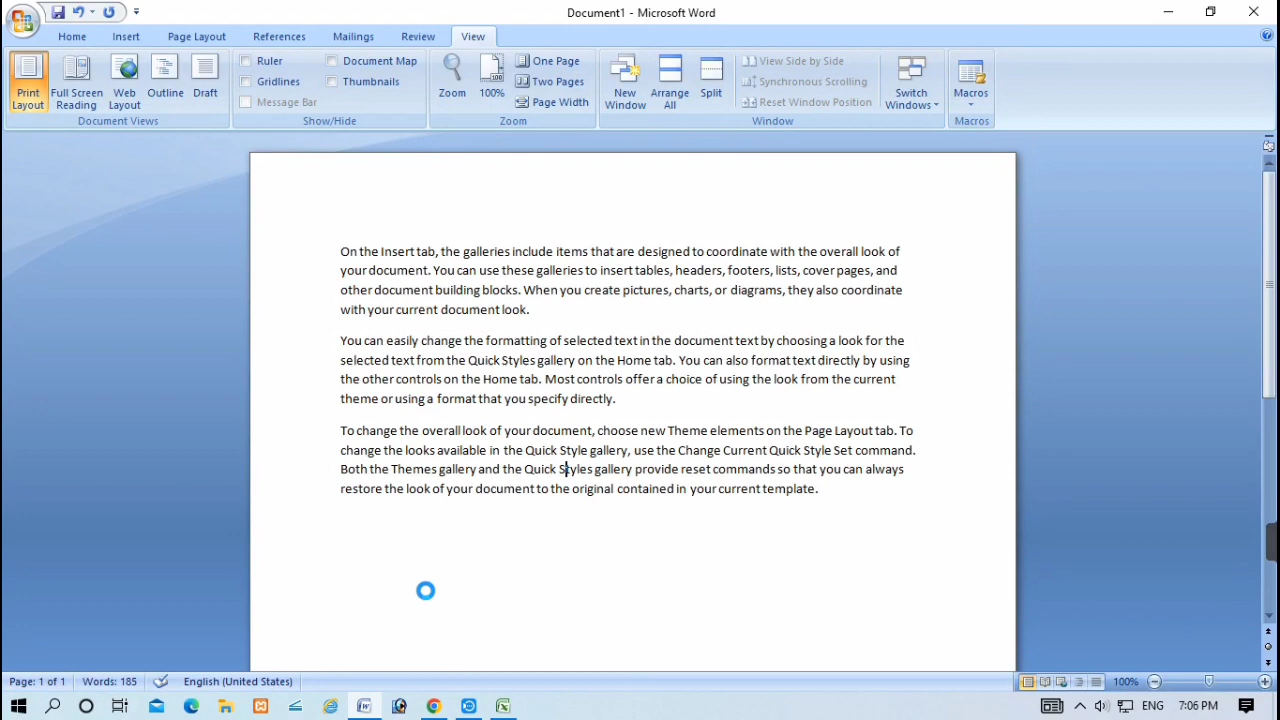 Document1 - Microsoft Word
Home Insert Page Layout References Mailings Review View
Print Layout
Full Screen Reading
Web Layout
Outline
Draft
Document Views
Ruler
Gridlines
Message Bar
Document Map
Thumbnails
Show/Hide
Zoom
100%
One Page
Two Pages
Page Width
Zoom
New Window
Arrange All
Split
View Side by Side
Synchronous Scrolling
Reset Window Position
Switch Windows
Window
Macros
Macros
On the Insert tab, the galleries include items that are designed to coordinate with the overall look of
your document. You can use these galleries to insert tables, headers, footers, lists, cover pages, and
other document building blocks. When you create pictures, charts, or diagrams, they also coordinate
with your current document look.
You can easily change the formatting of selected text in the document text by choosing a look for the
selected text from the Quick Styles gallery on the Home tab. You can also format text directly by using
the other controls on the Home tab. Most controls offer a choice of using the look from the current
theme or using a format that you specify directly.
To change the overall look of your document, choose new Theme elements on the Page Layout tab. To
change the looks available in the Quick Style gallery, use the Change Current Quick Style Set command.
Both the Themes gallery and the Quick Styles gallery provide reset commands so that you can always
restore the look of your document to the original contained in your current template.
Page: 1 of 1 Words: 185 English (United States) 100%
ENG 7:06 PM